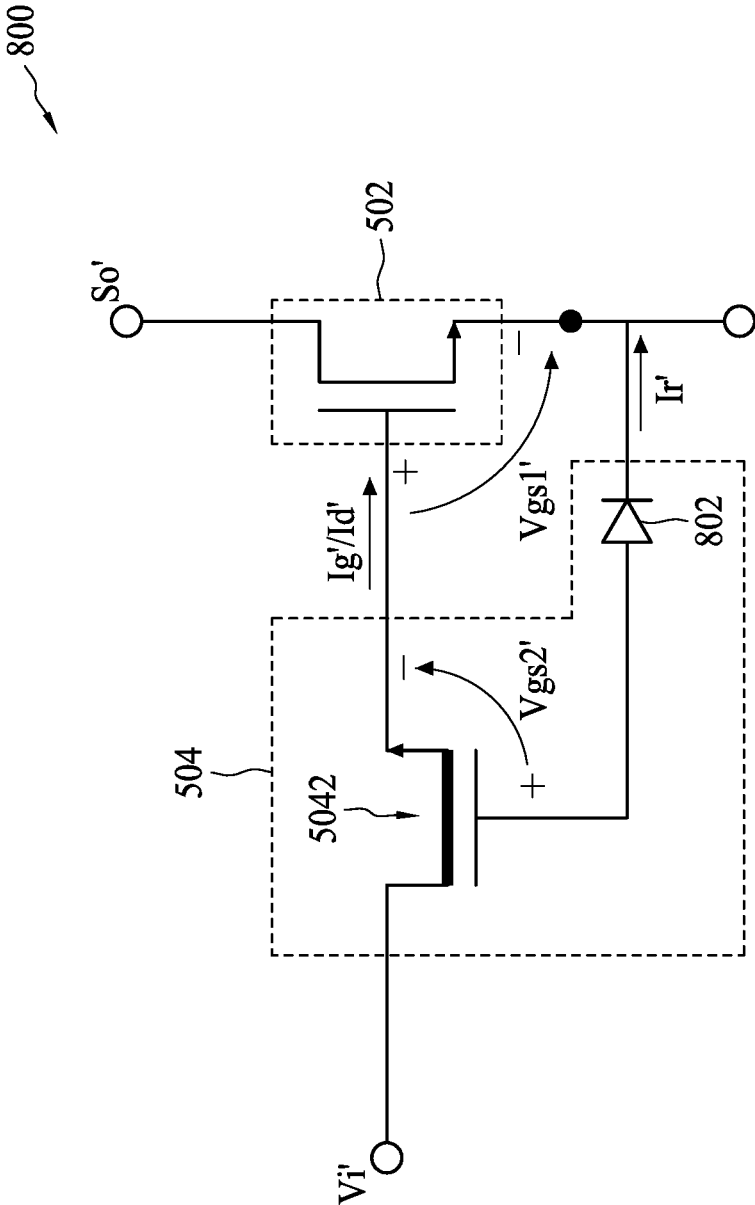 800
So'
502
Ig'/Id'
+
−
Vgs1'
Ir'
504
5042
−
Vgs2'
+
802
Vi'